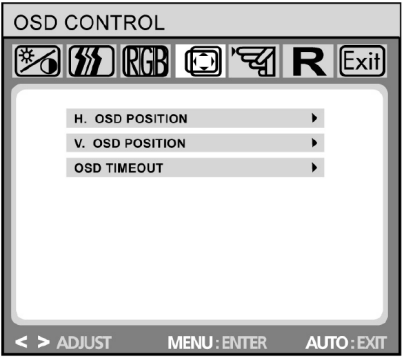 OSD CONTROL
RGB R Exit
H. OSD POSITION
V. OSD POSITION
OSD TIMEOUT
< > ADJUST MENU : ENTER AUTO : EXIT